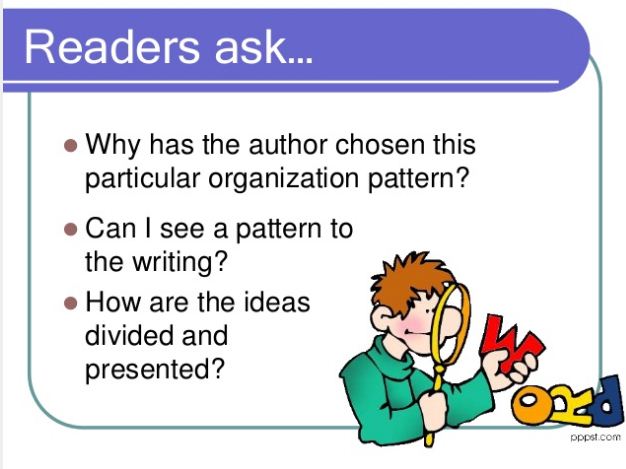 Readers ask...
Why has the author chosen this
particular organization pattern?
Can I see a pattern to
the writing?
How are the ideas
divided and
presented?
W
ORD
pppst.com